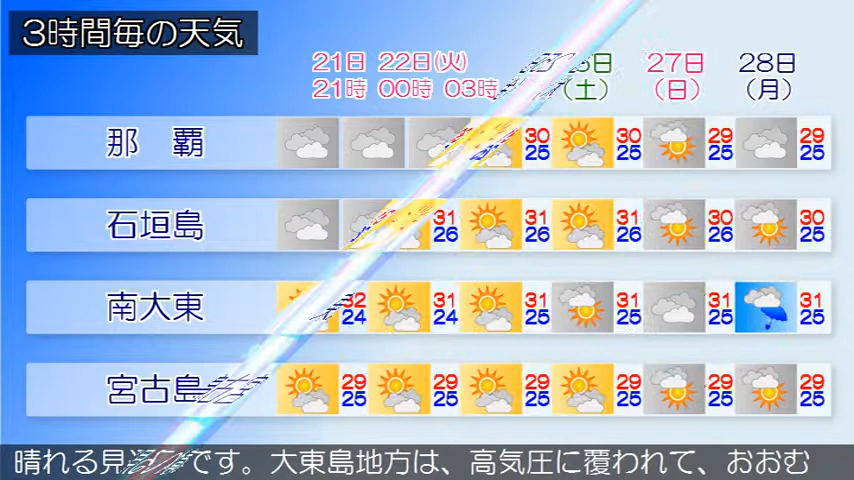 3時間毎の天気
21日 22日(火) 日 27日 28日
21時 00時 03時 (土) (日) (月)
那 覇 30 30 29 29
25 25 25 25
石垣島 31 31 31 30 30
26 26 26 26 25
南大東 32 31 31 31 31 31
24 24 25 25 25 25
宮古島 29 29 29 29 29 29
25 25 25 25 25 25
晴れる見込みです。大東島地方は、高気圧に覆われて、おおむ